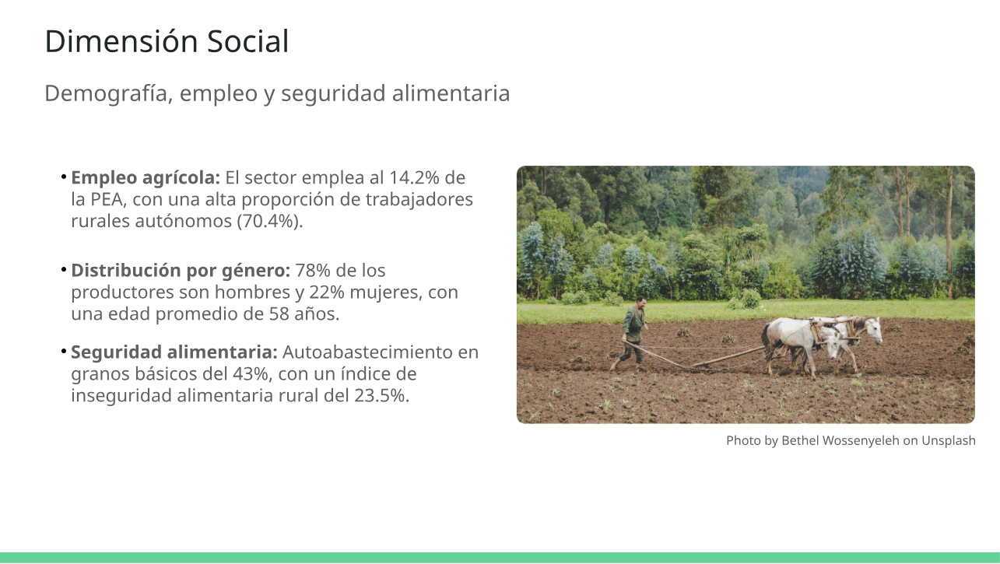 Dimensión Social
Demografía, empleo y seguridad alimentaria
• Empleo agrícola: El sector emplea al 14.2% de
la PEA, con una alta proporción de trabajadores
rurales autónomos (70.4%).
• Distribución por género: 78% de los
productores son hombres y 22% mujeres, con
una edad promedio de 58 años.
• Seguridad alimentaria: Autoabastecimiento en
granos básicos del 43%, con un índice de
inseguridad alimentaria rural del 23.5%.
Photo by Bethel Wossenyeleh on Unsplash